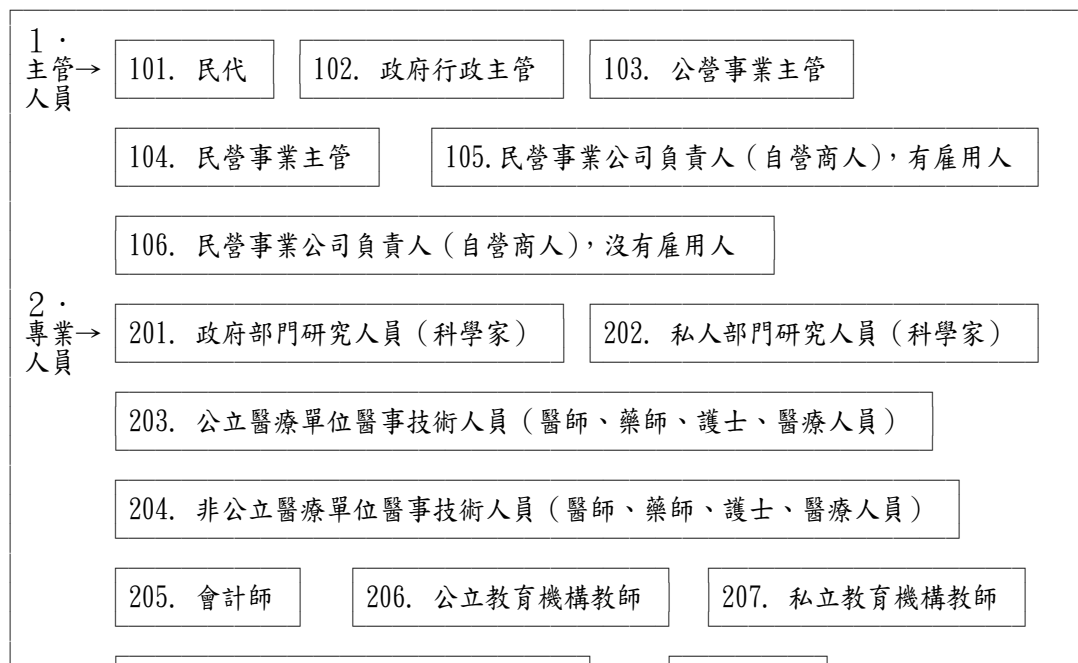 1.
主管→ 101. 民代 102. 政府行政主管 103. 公營事業主管
人員
104. 民營事業主管 105.民營事業公司負責人（自營商人），有雇用人
106. 民營事業公司負責人（自營商人），沒有雇用人
2.
專業→ 201. 政府部門研究人員（科學家） 202. 私人部門研究人員（科學家）
人員
203. 公立醫療單位醫事技術人員（醫師、藥師、護士、醫療人員）
204. 非公立醫療單位醫事技術人員（醫師、藥師、護士、醫療人員）
205. 會計師 206. 公立教育機構教師 207. 私立教育機構教師